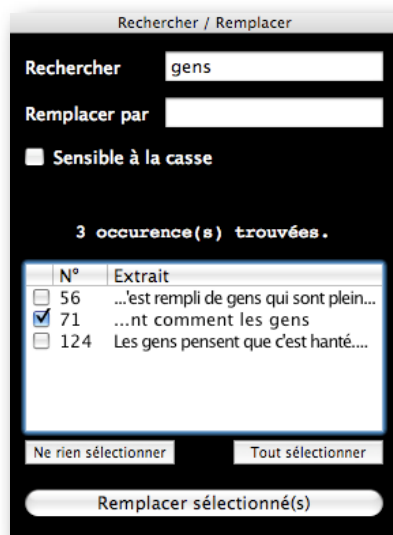 Rechercher / Remplacer
Rechercher gens
Remplacer par
Sensible à la casse
3 occurence(s) trouvées.
N° Extrait
56 ...'est rempli de gens qui sont plein...
71 ...nt comment les gens
124 Les gens pensent que c'est hanté....
Ne rien sélectionner Tout sélectionner
Remplacer sélectionné(s)